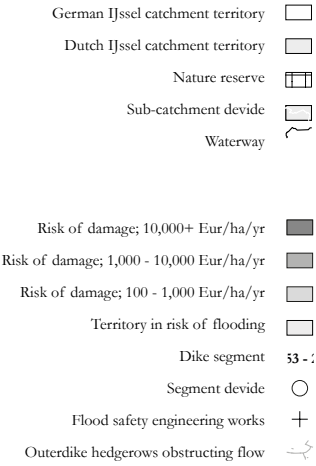 German IJssel catchment territory
Dutch IJssel catchment territory
Nature reserve
Sub-catchment devide
Waterway
Risk of damage; 10,000+ Eur/ha/yr
Risk of damage; 1,000 - 10,000 Eur/ha/yr
Risk of damage; 100 - 1,000 Eur/ha/yr
Territory in risk of flooding
Dike segment
Segment devide
Flood safety engineering works
Outerdike hedgerows obstructing flow